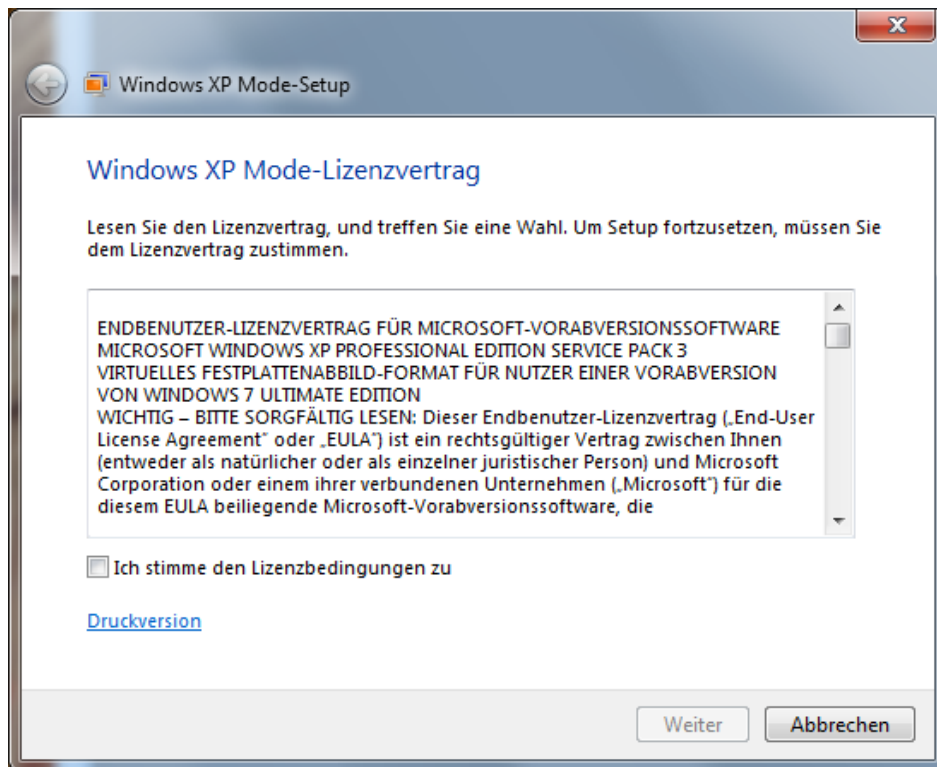 Windows XP Mode-Setup
Windows XP Mode-Lizenzvertrag
Lesen Sie den Lizenzvertrag, und treffen Sie eine Wahl. Um Setup fortzusetzen, müssen Sie
dem Lizenzvertrag zustimmen.
ENDBENUTZER-LIZENZVERTRAG FÜR MICROSOFT-VORABVERSIONSSOFTWARE
MICROSOFT WINDOWS XP PROFESSIONAL EDITION SERVICE PACK 3
VIRTUELLES FESTPLATTENABBILD-FORMAT FÜR NUTZER EINER VORABVERSION
VON WINDOWS 7 ULTIMATE EDITION
WICHTIG – BITTE SORGFÄLTIG LESEN: Dieser Endbenutzer-Lizenzvertrag („End-User
License Agreement“ oder „EULA“) ist ein rechtsgültiger Vertrag zwischen Ihnen
(entweder als natürlicher oder als einzelner juristischer Person) und Microsoft
Corporation oder einem ihrer verbundenen Unternehmen („Microsoft“) für die
diesem EULA beiliegende Microsoft-Vorabversionssoftware, die
Ich stimme den Lizenzbedingungen zu
Druckversion
Weiter
Abbrechen